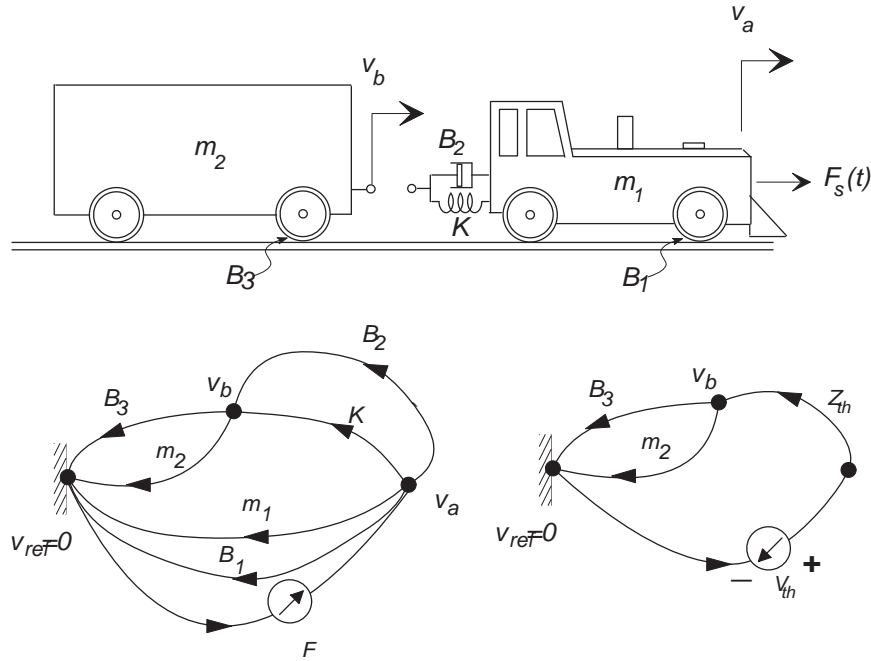 v_a
v_b
m_2
B_2
m_1
F_s(t)
K
B_3
B_1
B_2
v_b
B_3
K
m_2
m_1
v_a
v_ref=0
B_1
F
v_b
B_3
Z_th
m_2
v_ref=0
− V_th +